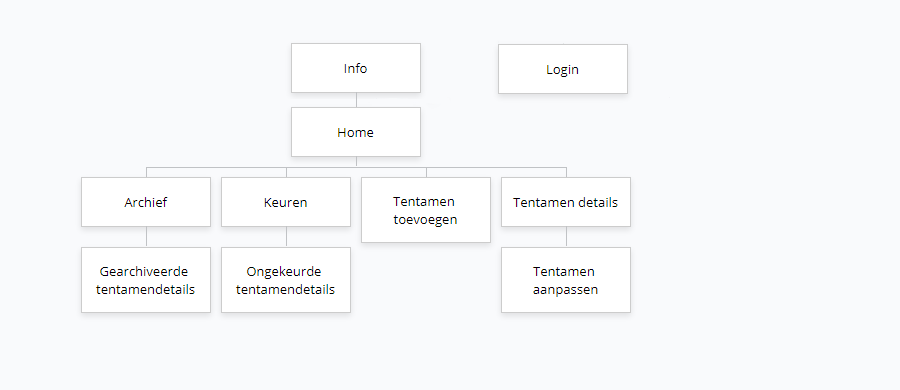 Info
Login
Home
Archief
Keuren
Tentamen
toevoegen
Tentamen details
Gearchiveerde
tentamendetails
Ongekeurde
tentamendetails
Tentamen
aanpassen